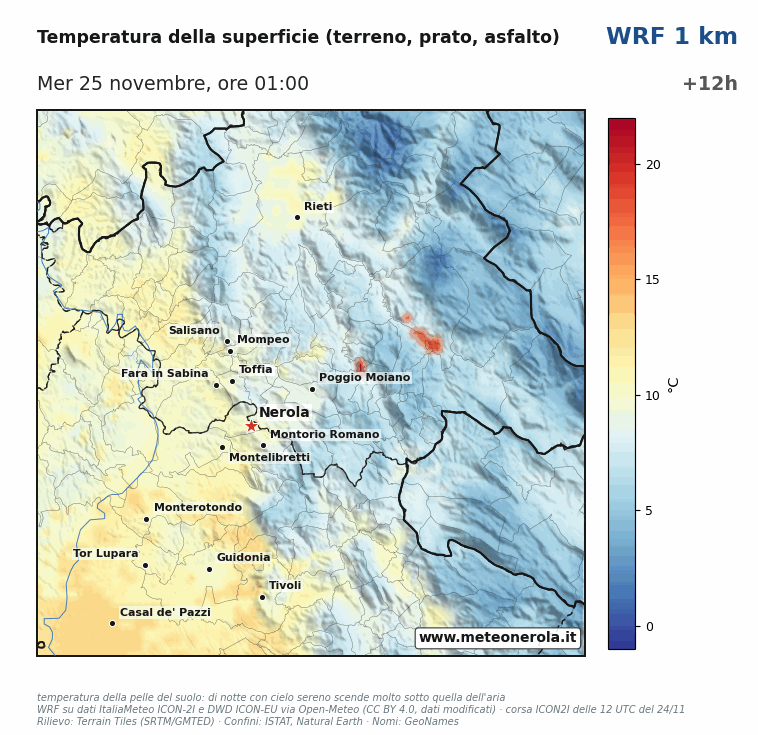 Temperatura della superficie (terreno, prato, asfalto)
WRF 1 km
Mer 25 novembre, ore 01:00
+12h
Rieti
Salisano
Mompeo
Fara in Sabina
Toffia
Poggio Moiano
Nerola
Montorio Romano
Montelibretti
Monterotondo
Tor Lupara
Guidonia
Tivoli
Casal de' Pazzi
www.meteonerola.it
20
15
10
5
0
°C
temperatura della pelle del suolo: di notte con cielo sereno scende molto sotto quella dell'aria
WRF su dati ItaliaMeteo ICON-2I e DWD ICON-EU via Open-Meteo (CC BY 4.0, dati modificati) · corsa ICON2I delle 12 UTC del 24/11
Rilievo: Terrain Tiles (SRTM/GMTED) · Confini: ISTAT, Natural Earth · Nomi: GeoNames